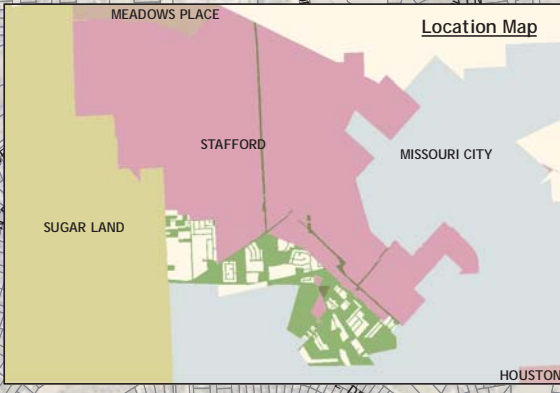 MEADOWS PLACE
Location Map
STAFFORD
MISSOURI CITY
SUGAR LAND
HOUSTON